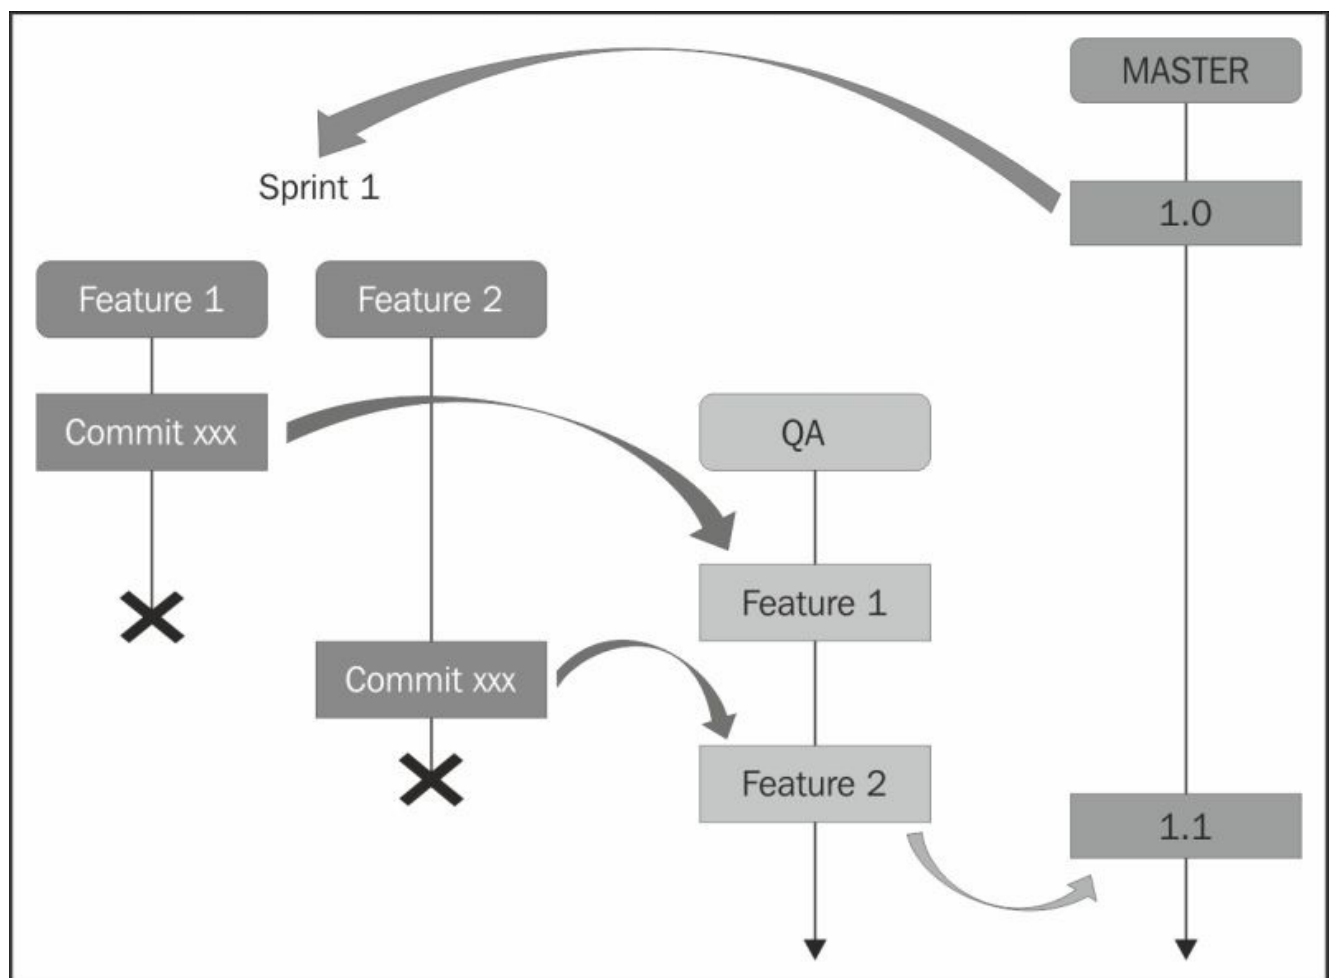 MASTER
1.0
Sprint 1
Feature 1
Feature 2
Commit xxx
QA
Feature 1
Commit xxx
Feature 2
1.1